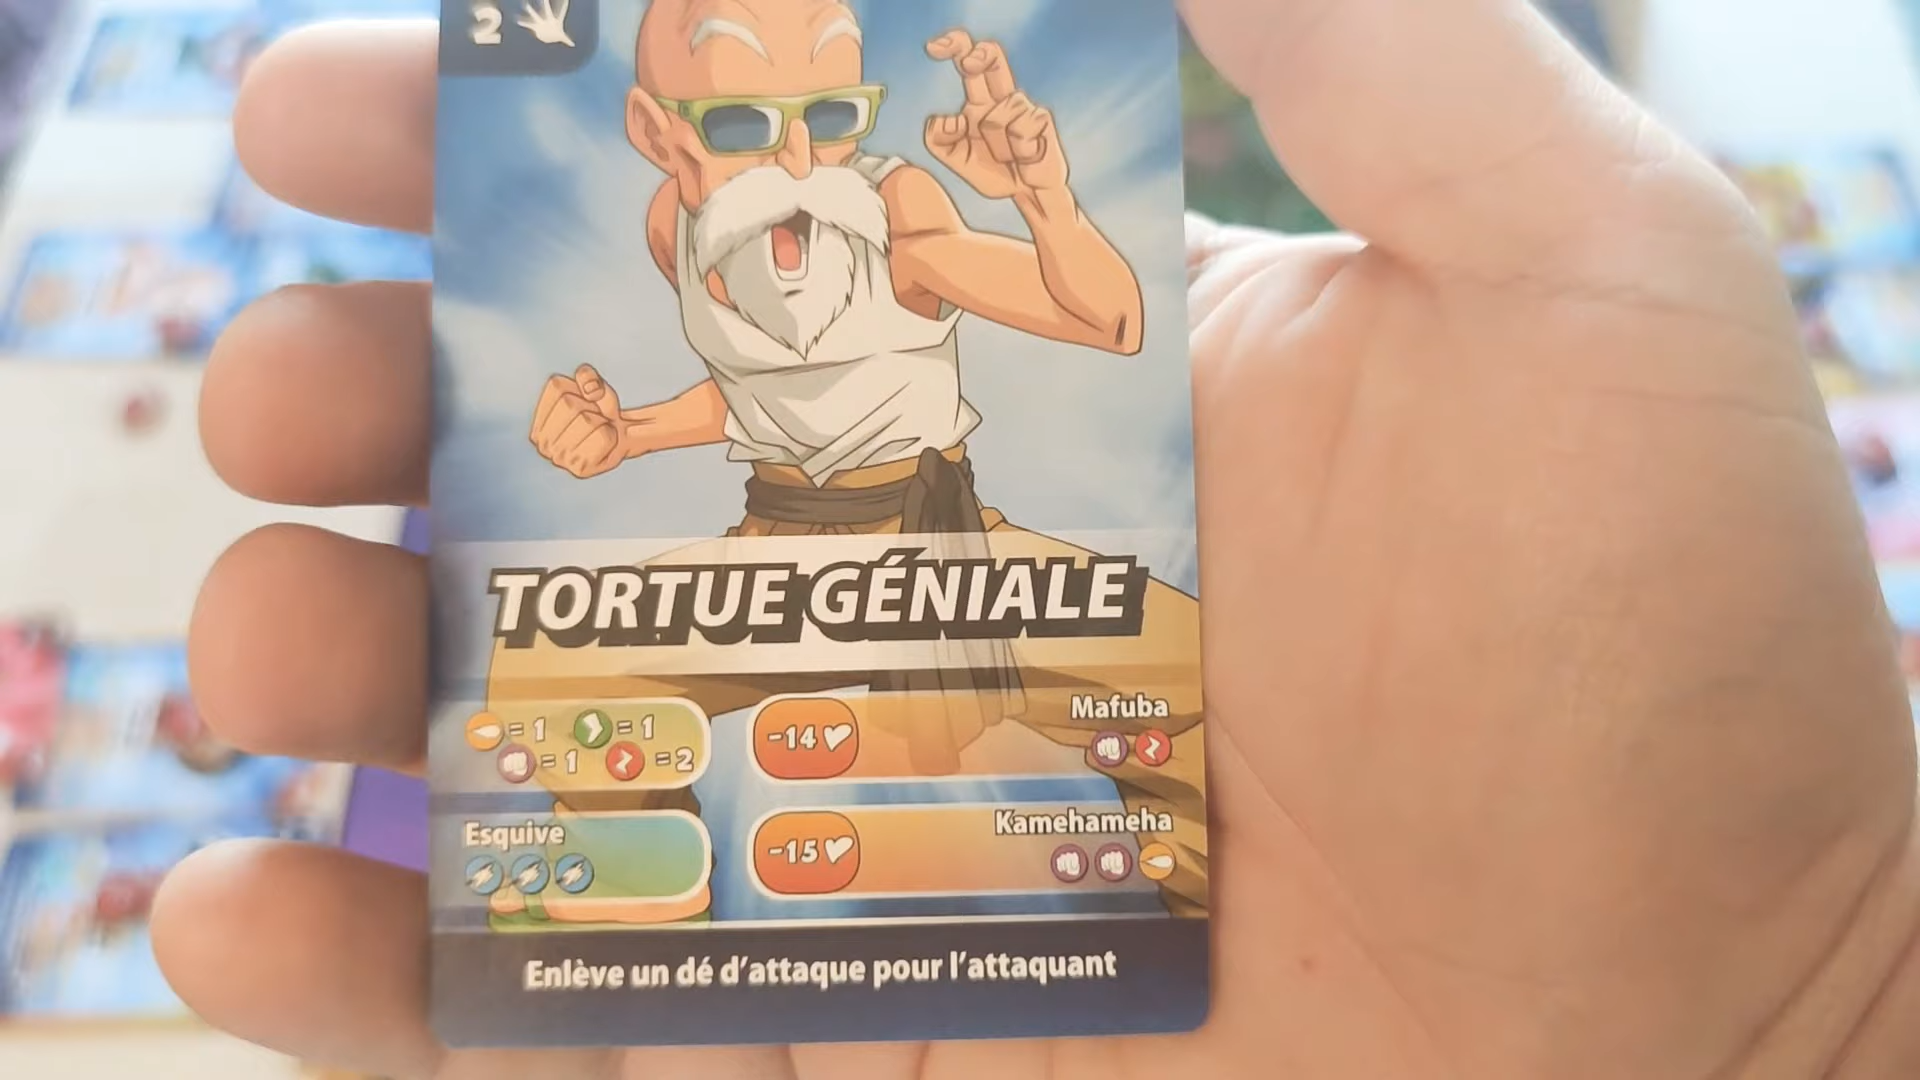 2
TORTUE GÉNIALE
= 1 = 1
= 1 = 2
-14
Mafuba
Esquive
-15
Kamehameha
Enlève un dé d'attaque pour l'attaquant